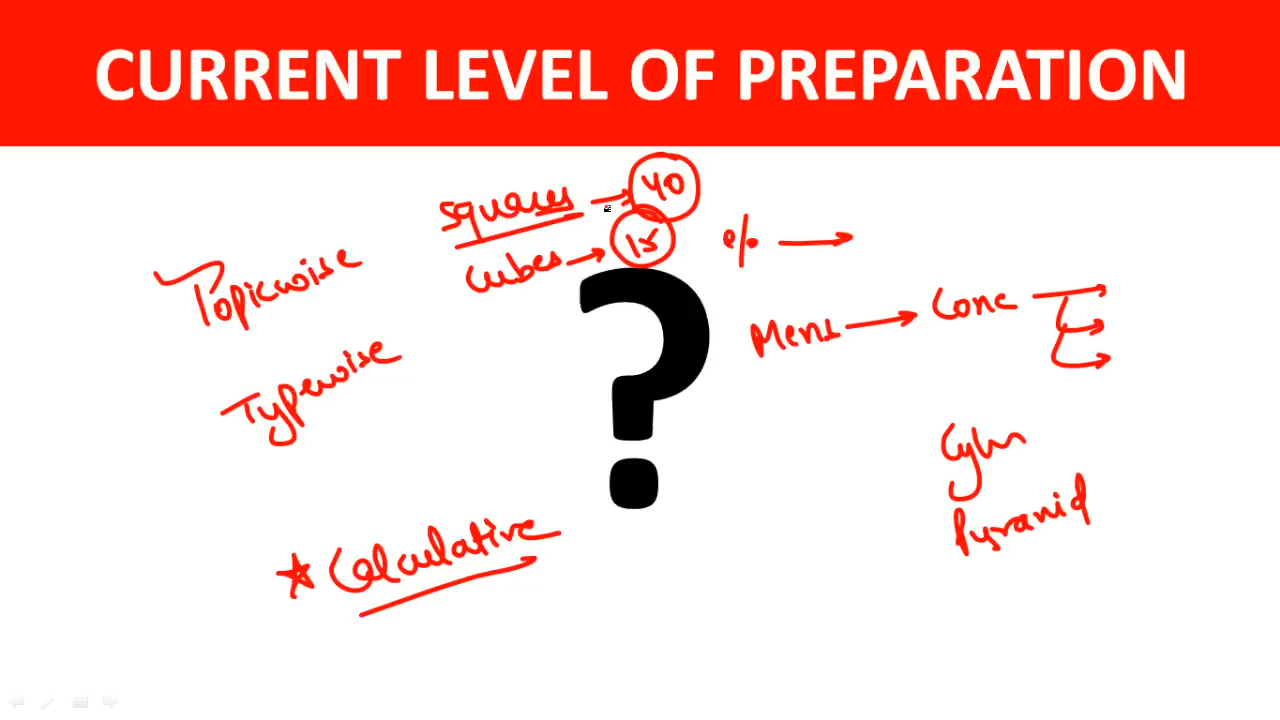 CURRENT LEVEL OF PREPARATION
Squares → 40
Cubes → 15
% →
Topicwise
Mens → Cone
Typewise
?
Cylin
Pyramid
★ Calculative